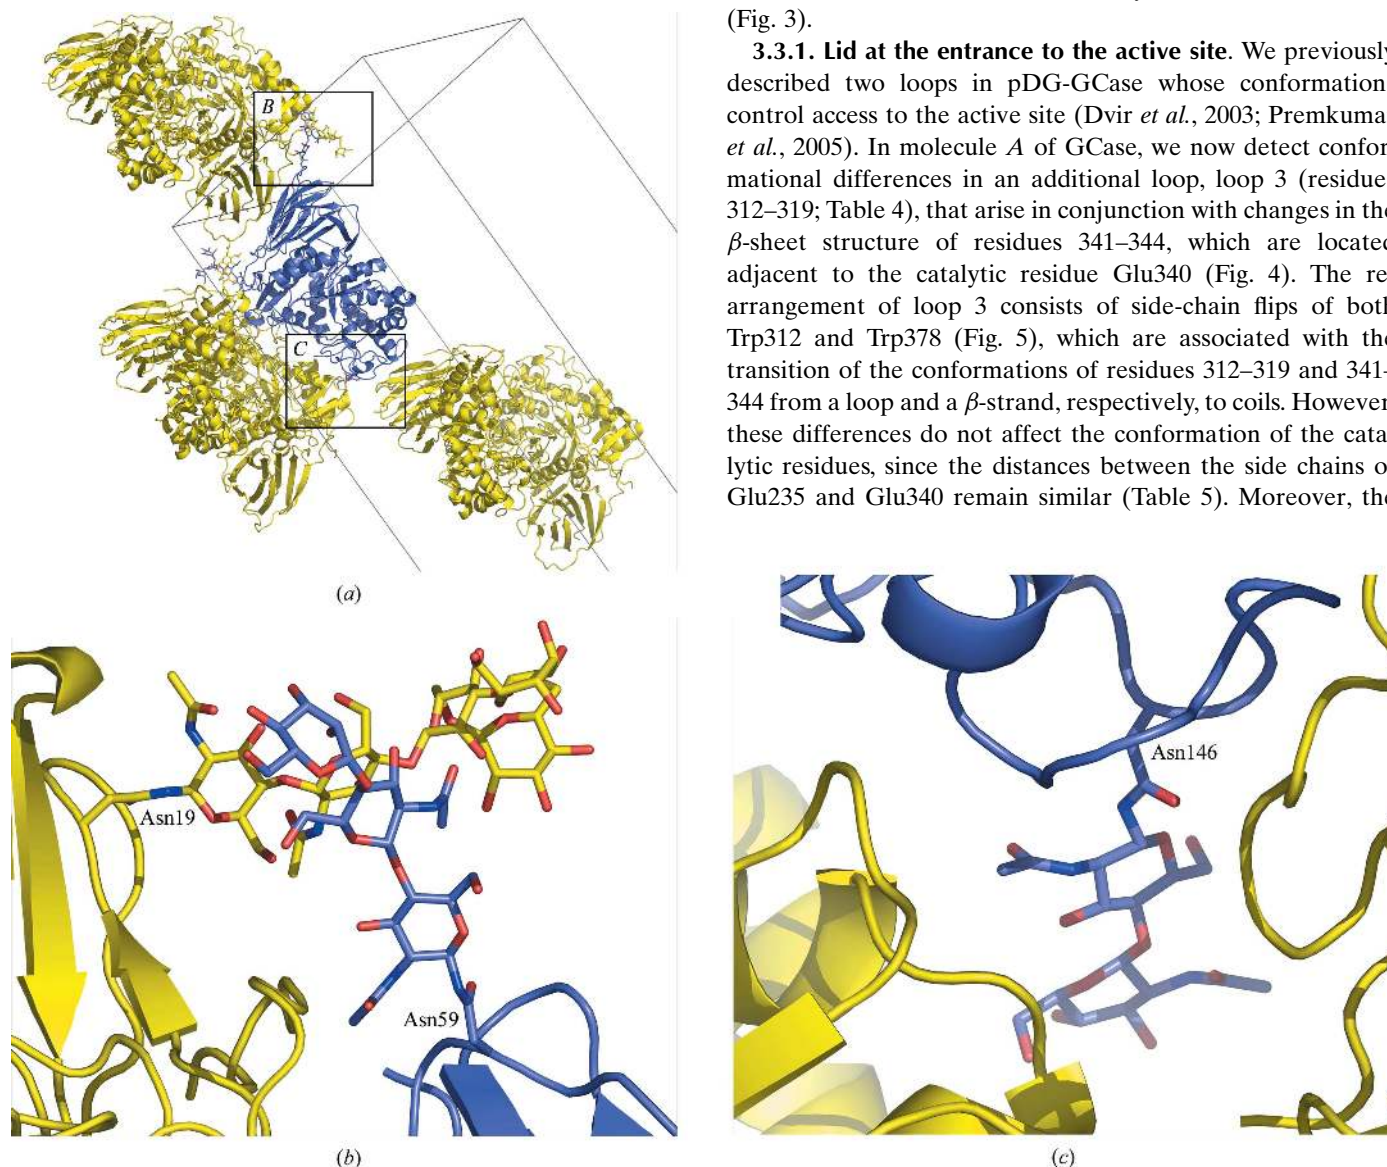 (Fig. 3).
3.3.1. Lid at the entrance to the active site. We previously
described two loops in pDG-GCase whose conformation
control access to the active site (Dvir et al., 2003; Premkuma
et al., 2005). In molecule A of GCase, we now detect confor
mational differences in an additional loop, loop 3 (residue
312–319; Table 4), that arise in conjunction with changes in the
β-sheet structure of residues 341–344, which are located
adjacent to the catalytic residue Glu340 (Fig. 4). The re
arrangement of loop 3 consists of side-chain flips of both
Trp312 and Trp378 (Fig. 5), which are associated with the
transition of the conformations of residues 312–319 and 341–
344 from a loop and a β-strand, respectively, to coils. However
these differences do not affect the conformation of the cata
lytic residues, since the distances between the side chains o
Glu235 and Glu340 remain similar (Table 5). Moreover, the
B
C
(a)
Asn19
Asn59
(b)
Asn146
(c)